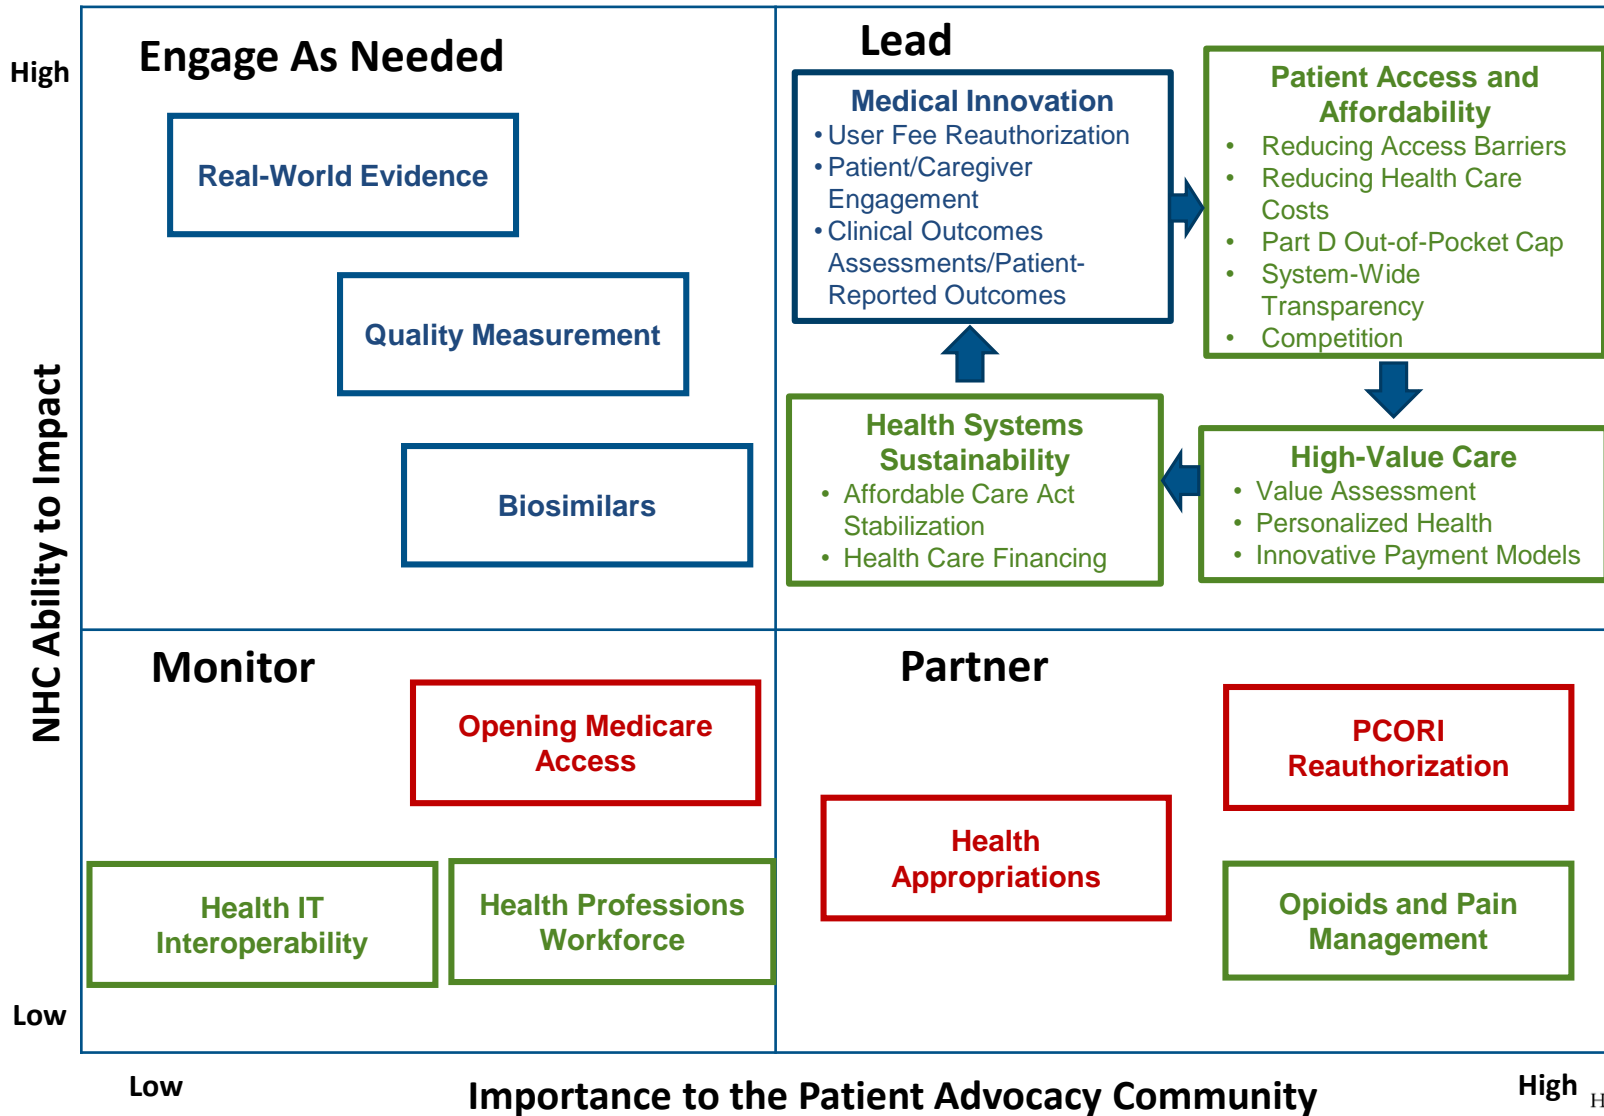 High
NHC Ability to Impact
Low
Engage As Needed
Real-World Evidence
Quality Measurement
Biosimilars
Lead
Medical Innovation
• User Fee Reauthorization
• Patient/Caregiver
Engagement
• Clinical Outcomes
Assessments/Patient-
Reported Outcomes
Patient Access and
Affordability
• Reducing Access Barriers
• Reducing Health Care
Costs
• Part D Out-of-Pocket Cap
• System-Wide
Transparency
• Competition
Health Systems
Sustainability
• Affordable Care Act
Stabilization
• Health Care Financing
High-Value Care
• Value Assessment
• Personalized Health
• Innovative Payment Models
Monitor
Opening Medicare
Access
Health IT
Interoperability
Health Professions
Workforce
Partner
PCORI
Reauthorization
Health
Appropriations
Opioids and Pain
Management
Low
Importance to the Patient Advocacy Community
High
H